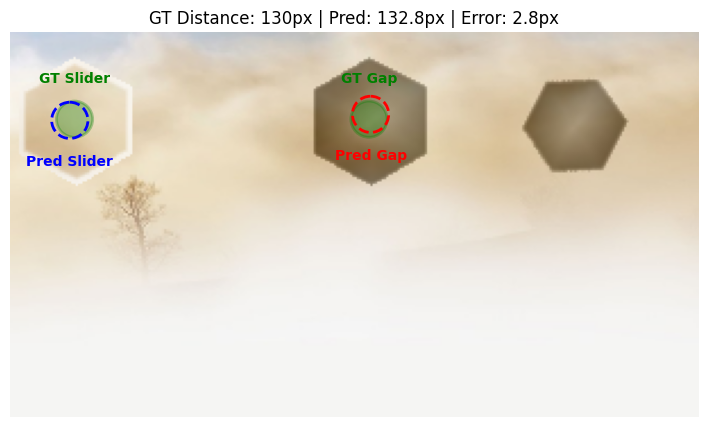 GT Distance: 130px | Pred: 132.8px | Error: 2.8px
GT Slider
GT Gap
Pred Slider
Pred Gap